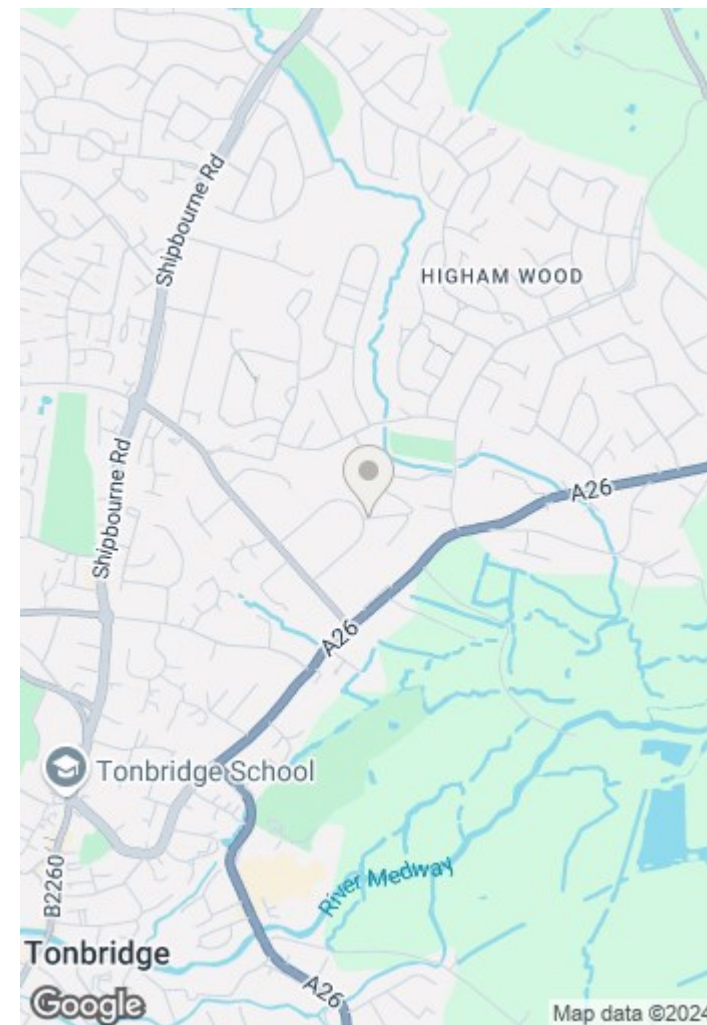 Shipbourne Rd
HIGHAM WOOD
Shipbourne Rd
A26
A26
Tonbridge School
B2260
River Medway
Tonbridge
A26
Google
Map data ©2024